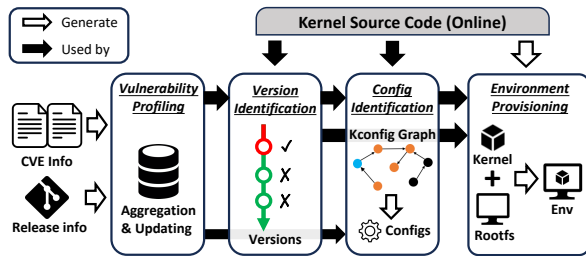 Generate
Used by
Kernel Source Code (Online)
Vulnerability
Profiling
Version
Identification
Config
Identification
Environment
Provisioning
CVE Info
Release info
Aggregation
& Updating
✓
X
X
Versions
Kconfig Graph
Configs
Kernel
+
Rootfs
Env